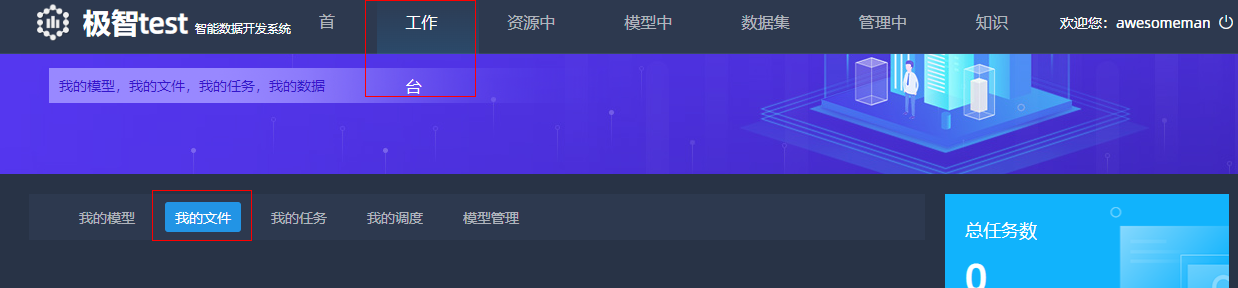 极智test 智能数据开发系统 首 工作 资源中 模型中 数据集 管理中 知识 欢迎您：awesomeman
我的模型，我的文件，我的任务，我的数据 台
我的模型 我的文件 我的任务 我的调度 模型管理
总任务数
0